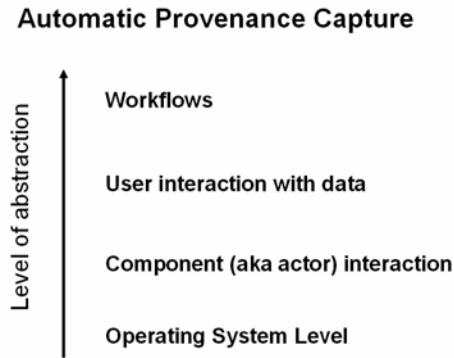 Automatic Provenance Capture
Level of abstraction
Workflows
User interaction with data
Component (aka actor) interaction
Operating System Level